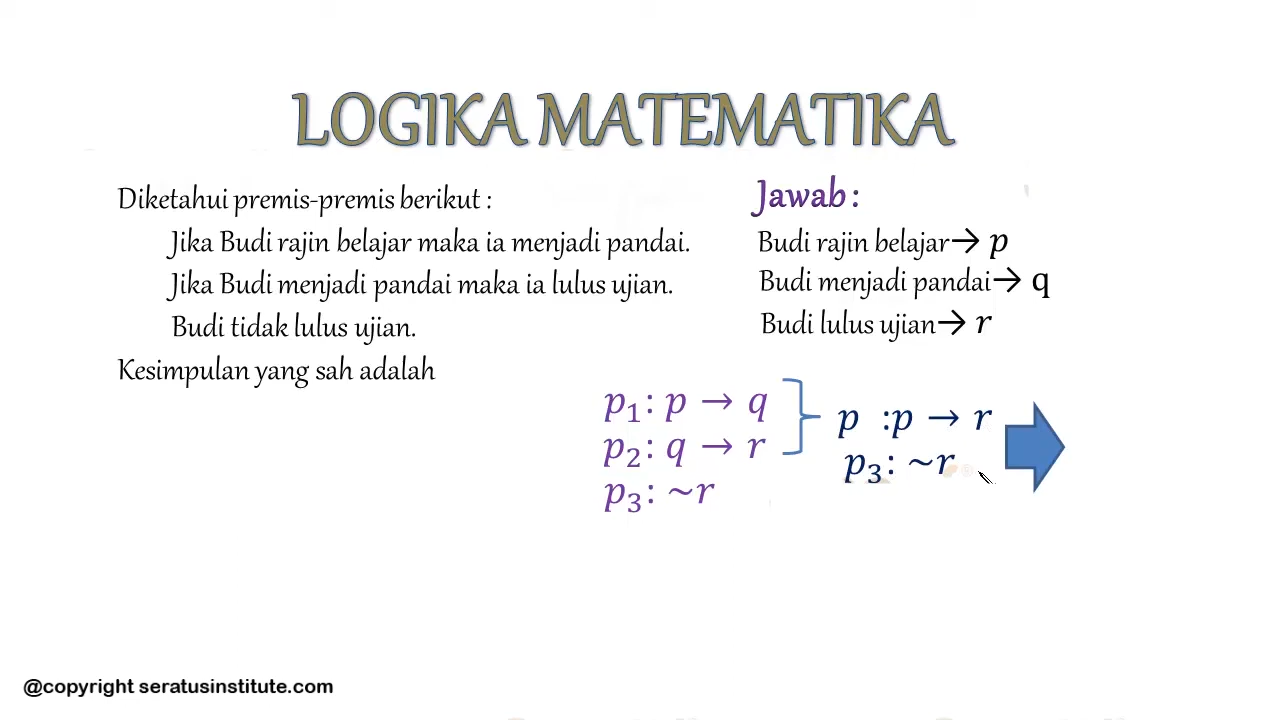 LOGIKA MATEMATIKA
Diketahui premis-premis berikut :
Jika Budi rajin belajar maka ia menjadi pandai.
Jika Budi menjadi pandai maka ia lulus ujian.
Budi tidak lulus ujian.
Kesimpulan yang sah adalah
Jawab :
Budi rajin belajar→ p
Budi menjadi pandai→ q
Budi lulus ujian→ r
p₁: p → q
p₂: q → r
p₃: ~r
p :p → r
p₃: ~r
@copyright seratusinstitute.com